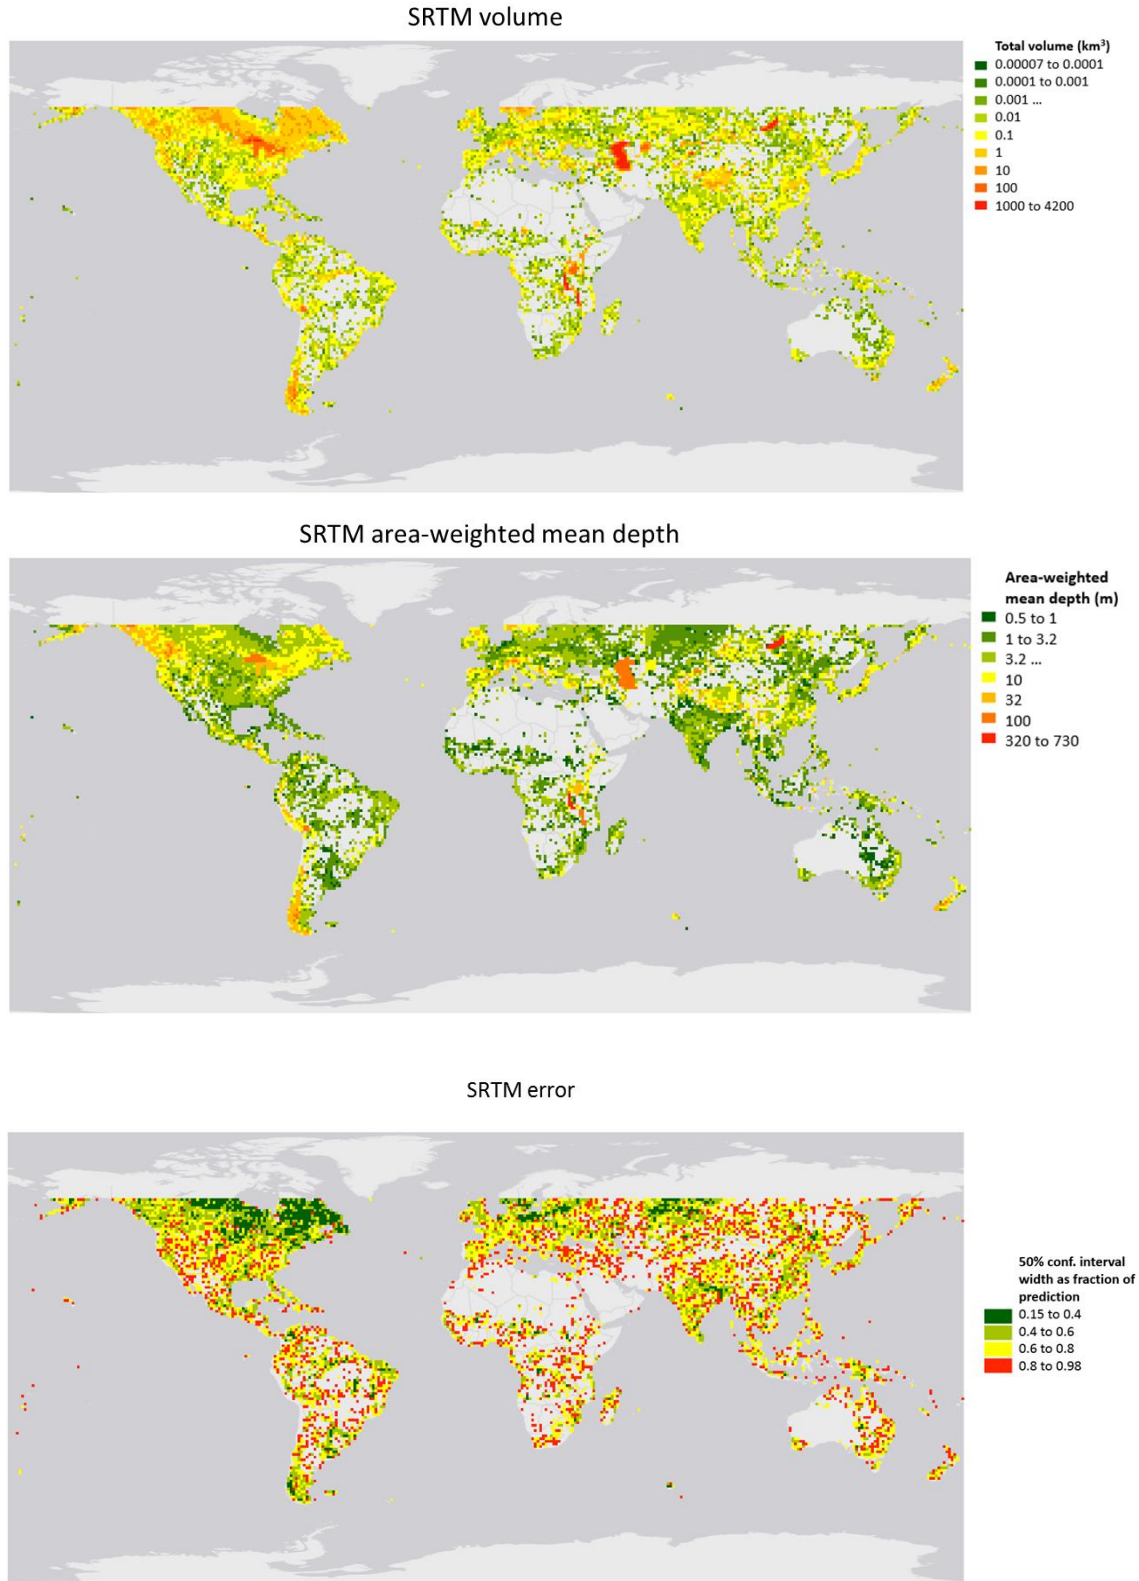 SRTM volume
Total volume (km³)
0.00007 to 0.0001
0.0001 to 0.001
0.001 ...
0.01
0.1
1
10
100
1000 to 4200
SRTM area-weighted mean depth
Area-weighted
mean depth (m)
0.5 to 1
1 to 3.2
3.2 ...
10
32
100
320 to 730
SRTM error
50% conf. interval
width as fraction of
prediction
0.15 to 0.4
0.4 to 0.6
0.6 to 0.8
0.8 to 0.98